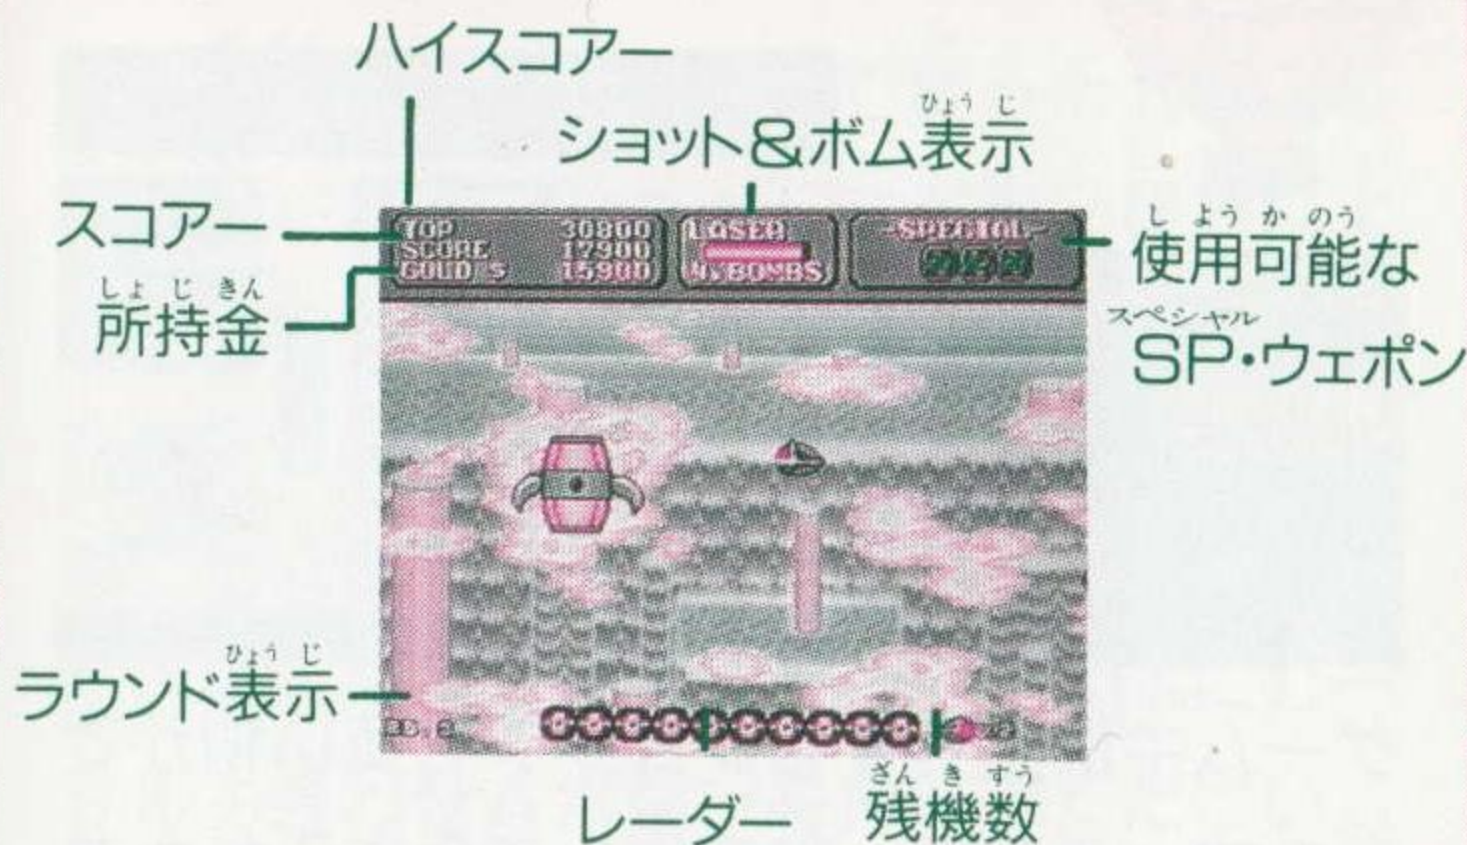 ハイスコアー
ショット&ボム表示
ひょうじ
スコアー
所持金
しょじきん
使用可能な
しようかのう
SP・ウェポン
スペシャル
TOP 30800
SCORE 17900
GOLD $ 15900
LASER
BOMBS
-SPECIAL-
ラウンド表示
ひょうじ
レーダー
残機数
ざんきすう